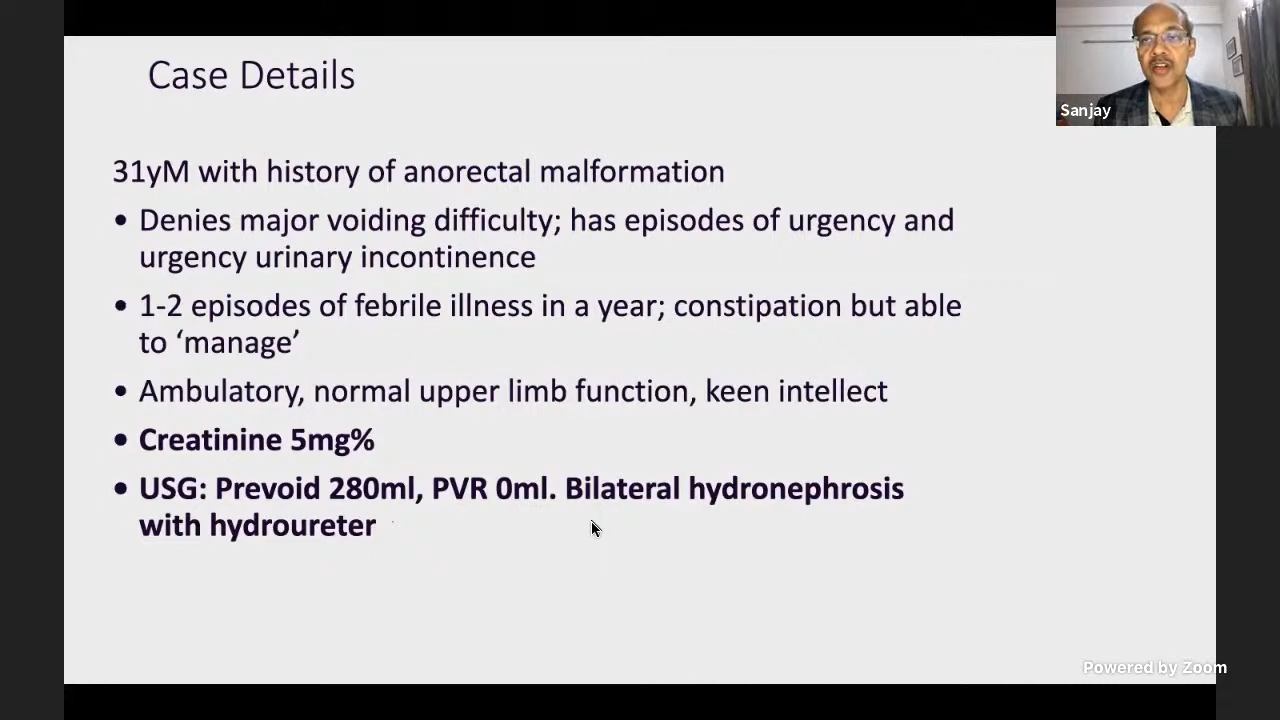 Case Details
Sanjay
31yM with history of anorectal malformation
• Denies major voiding difficulty; has episodes of urgency and
urgency urinary incontinence
• 1-2 episodes of febrile illness in a year; constipation but able
to ‘manage’
• Ambulatory, normal upper limb function, keen intellect
• Creatinine 5mg%
• USG: Prevoid 280ml, PVR 0ml. Bilateral hydronephrosis
with hydroureter
Powered by Zoom